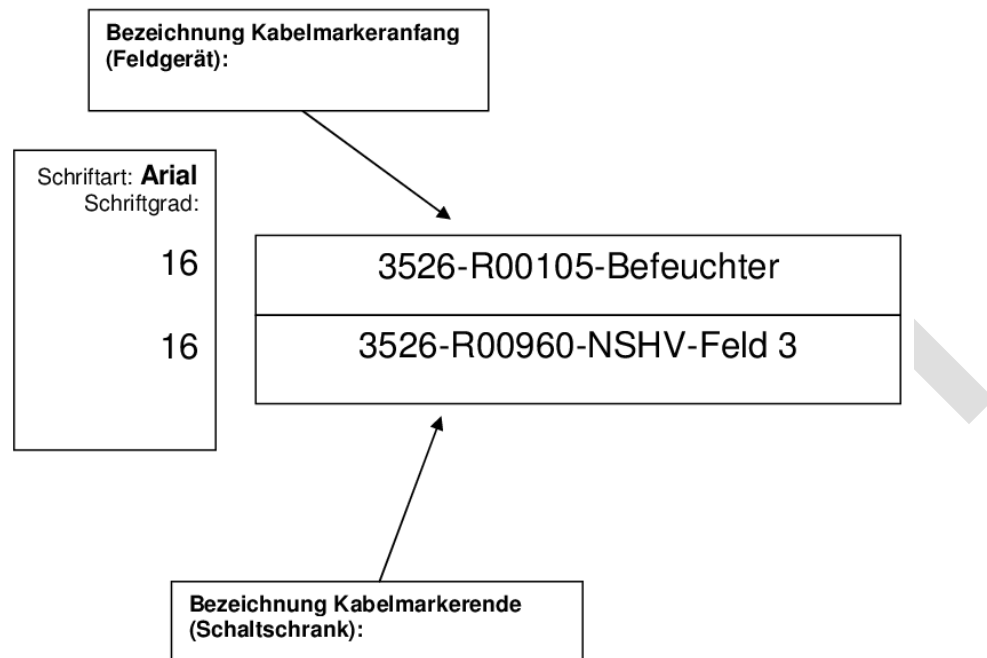 Bezeichnung Kabelmarkeranfang
(Feldgerät):
Schriftart: Arial
Schriftgrad:
16
3526-R00105-Befeuchter
16
3526-R00960-NSHV-Feld 3
Bezeichnung Kabelmarkerende
(Schaltschrank):